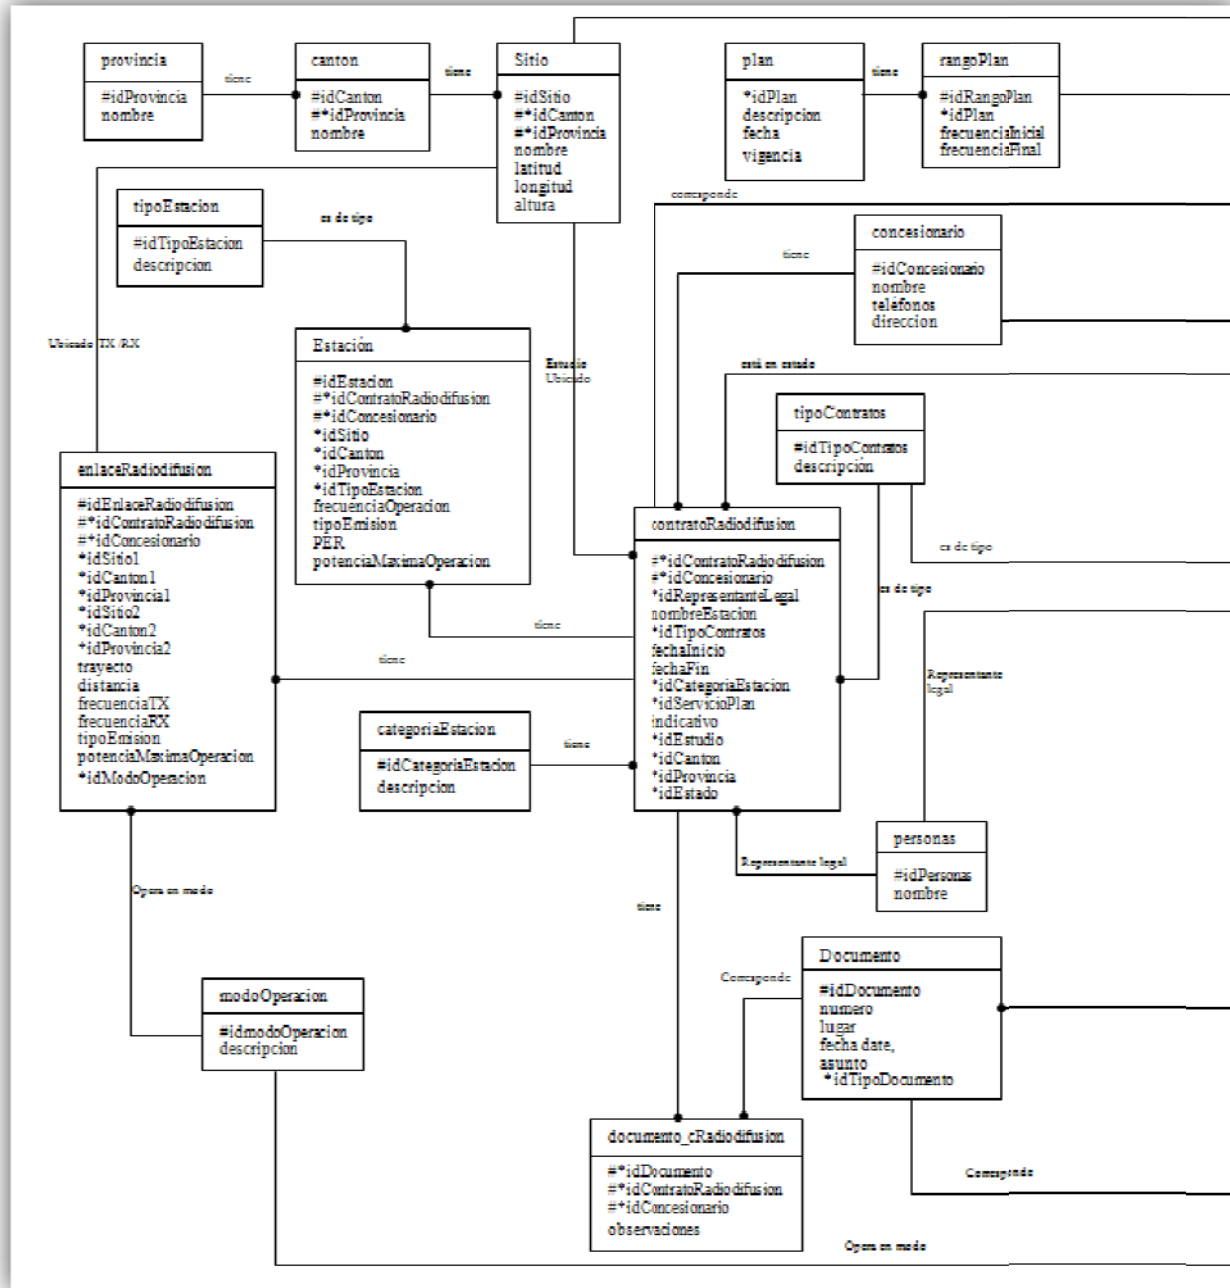 provincia
#idProvincia
nombre
tiene
canton
#idCanton
#*idProvincia
nombre
tiene
Sitio
#idSitio
#*idCanton
#*idProvincia
nombre
latitud
longitud
altura
plan
*idPlan
descripcion
fecha
vigencia
tiene
rangoPlan
#idRangoPlan
*idPlan
frecuenciaInicial
frecuenciaFinal
tipoEstacion
#idTipoEstacion
descripcion
es de tipo
corresponde
concesionario
#idConcesionario
nombre
teléfonos
direccion
tiene
Ubicado TX/RX
Estación
#idEstacion
#*idContratoRadiodifusion
#*idConcesionario
*idSitio
*idCanton
*idProvincia
*idTipoEstacion
frecuenciaOperacion
tipoEmision
PER
potenciaMaximaOperacion
Estudio
Ubicado
está en estado
tipoContratos
#idTipoContratos
descripción
enlaceRadiodifusion
#idEnlaceRadiodifusion
#*idContratoRadiodifusion
#*idConcesionario
*idSitio1
*idCanton1
*idProvincia1
*idSitio2
*idCanton2
*idProvincia2
trayecto
distancia
frecuenciaTX
frecuenciaRX
tipoEmision
potenciaMaximaOperacion
*idModoOperacion
contratoRadiodifusion
#*idContratoRadiodifusion
#*idConcesionario
*idRepresentanteLegal
nombreEstacion
*idTipoContratos
fechaInicio
fechaFin
*idCategoriaEstacion
*idServicioPlan
indicativo
*idEstudio
*idCanton
*idProvincia
*idEstado
es de tipo
es de tipo
tiene
tiene
categoriaEstacion
#idCategoriaEstacion
descripcion
tiene
Representante
legal
personas
#idPersonas
nombre
Representante legal
Opera en modo
tiene
modoOperacion
#idmodoOperacion
descripcion
Corresponde
Documento
#idDocumento
numero
lugar
fecha date,
asunto
*idTipoDocumento
documento_cRadiodifusion
#*idDocumento
#*idContratoRadiodifusion
#*idConcesionario
observaciones
Corresponde
Opera en modo